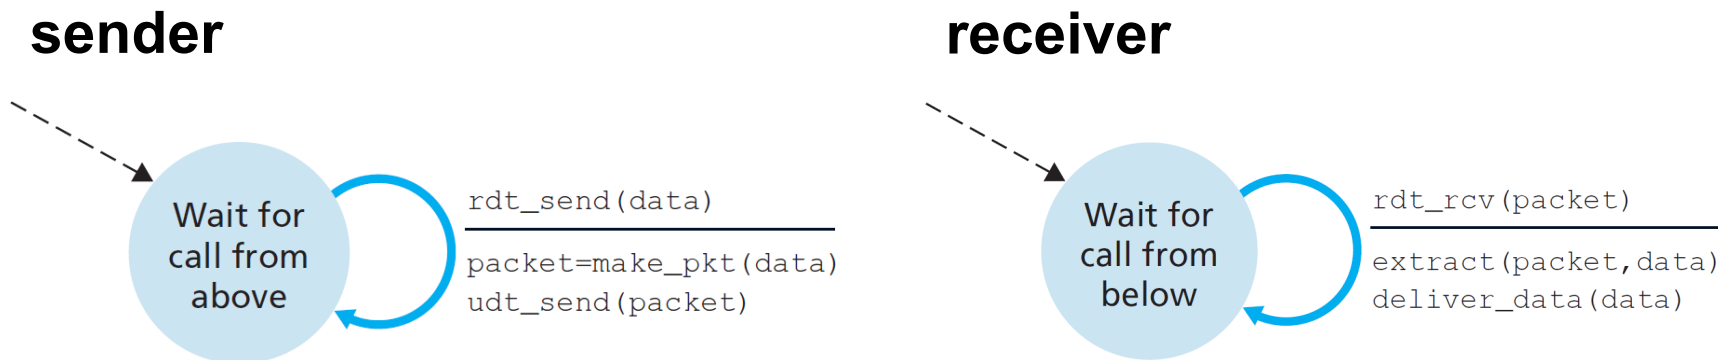 sender
Wait for
call from
above
rdt_send(data)
packet=make_pkt(data)
udt_send(packet)
receiver
Wait for
call from
below
rdt_rcv(packet)
extract(packet,data)
deliver_data(data)